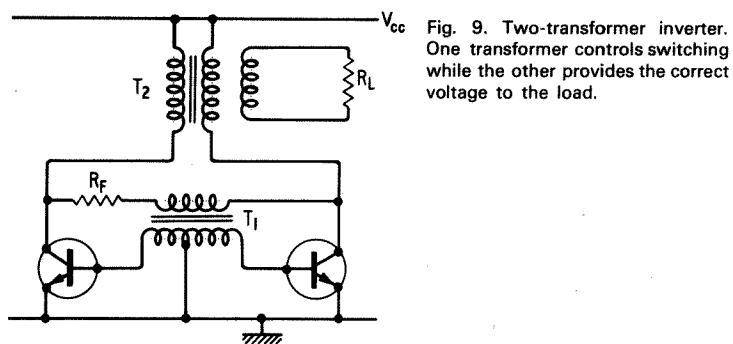 Vcc
Fig. 9. Two-transformer inverter.
One transformer controls switching
while the other provides the correct
voltage to the load.
T2
RL
RF
T1